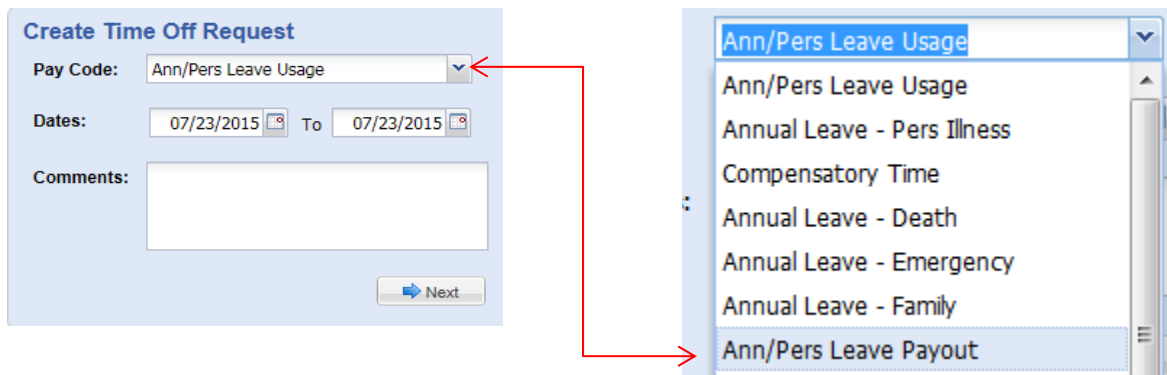 Create Time Off Request
Pay Code: Ann/Pers Leave Usage
Dates: 07/23/2015 To 07/23/2015
Comments:
Next
Ann/Pers Leave Usage
Ann/Pers Leave Usage
Annual Leave - Pers Illness
Compensatory Time
:
Annual Leave - Death
Annual Leave - Emergency
Annual Leave - Family
Ann/Pers Leave Payout